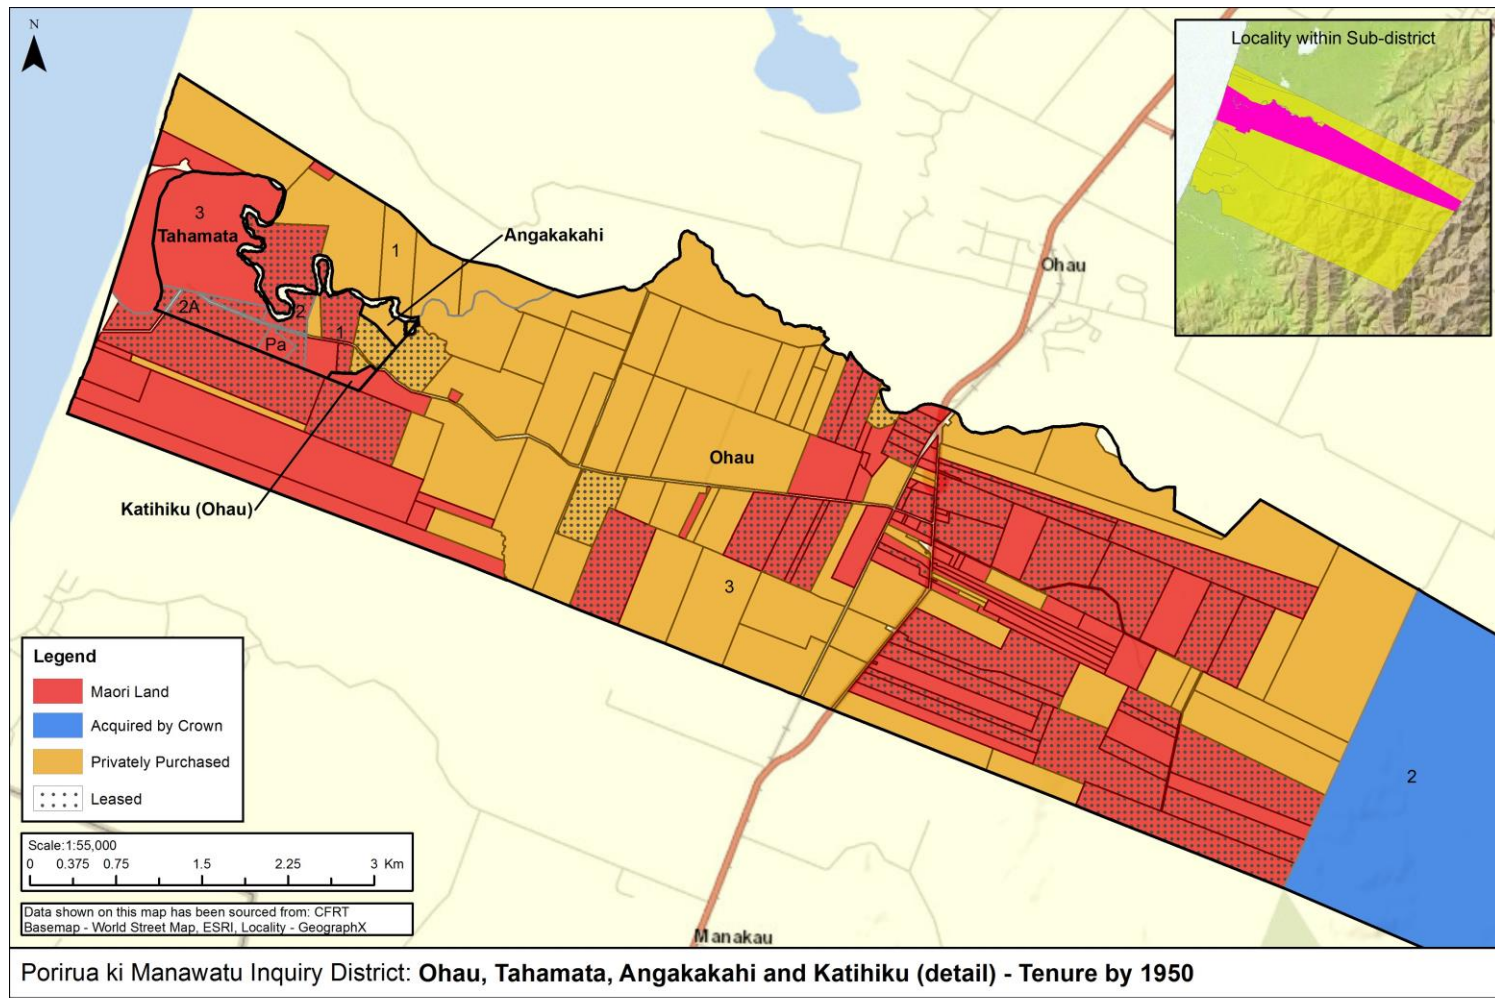 N
Locality within Sub-district
3
Tahamata
1
Angakakahi
Ohau
2A
2
1
Pa
Ohau
Katihiku (Ohau)
3
2
Legend
Maori Land
Acquired by Crown
Privately Purchased
Leased
Scale:1:55,000
0 0.375 0.75 1.5 2.25 3 Km
Data shown on this map has been sourced from: CFRT
Basemap - World Street Map, ESRI, Locality - GeographX
Manakau
Porirua ki Manawatu Inquiry District: Ohau, Tahamata, Angakakahi and Katihiku (detail) - Tenure by 1950